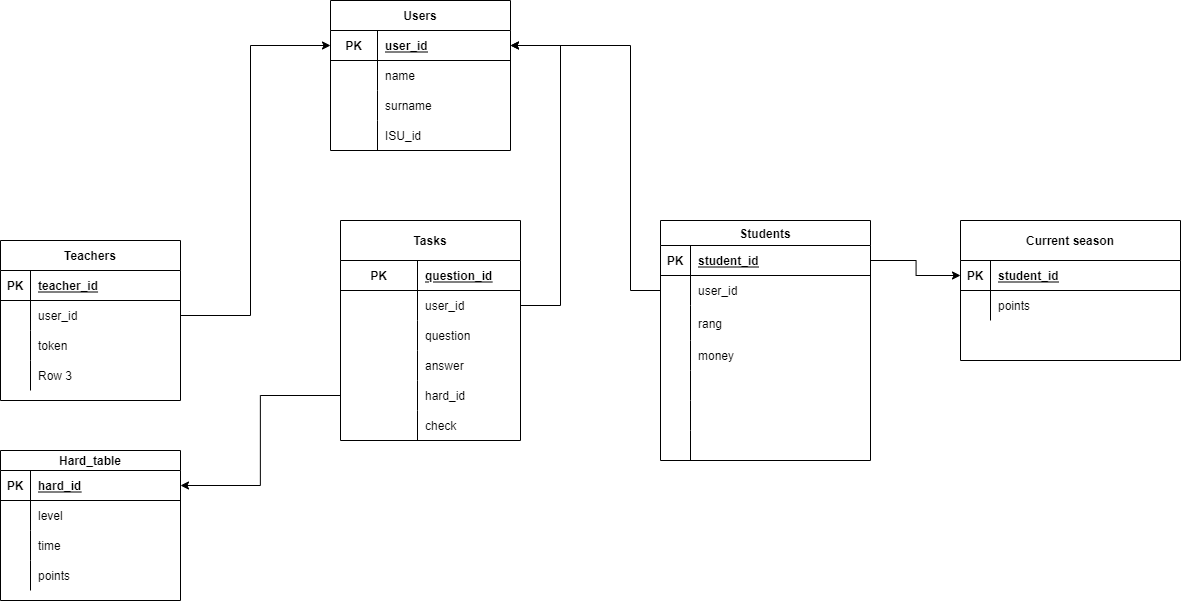 Users
PK user_id
name
surname
ISU_id
Teachers
PK teacher_id
user_id
token
Row 3
Tasks
PK question_id
user_id
question
answer
hard_id
check
Students
PK student_id
user_id
rang
money
Current season
PK student_id
points
Hard_table
PK hard_id
level
time
points